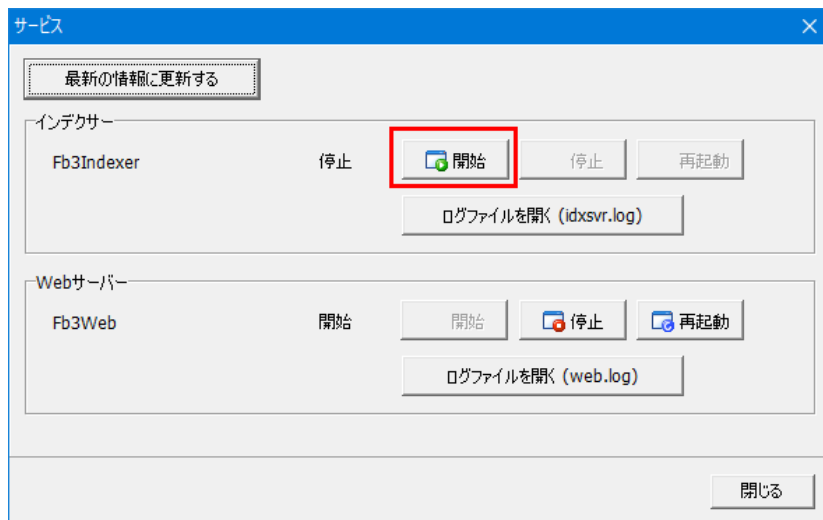 サービス
最新の情報に更新する
インデクサー
Fb3Indexer 停止 開始 停止 再起動
ログファイルを開く (idxsvr.log)
Webサーバー
Fb3Web 開始 開始 停止 再起動
ログファイルを開く (web.log)
閉じる